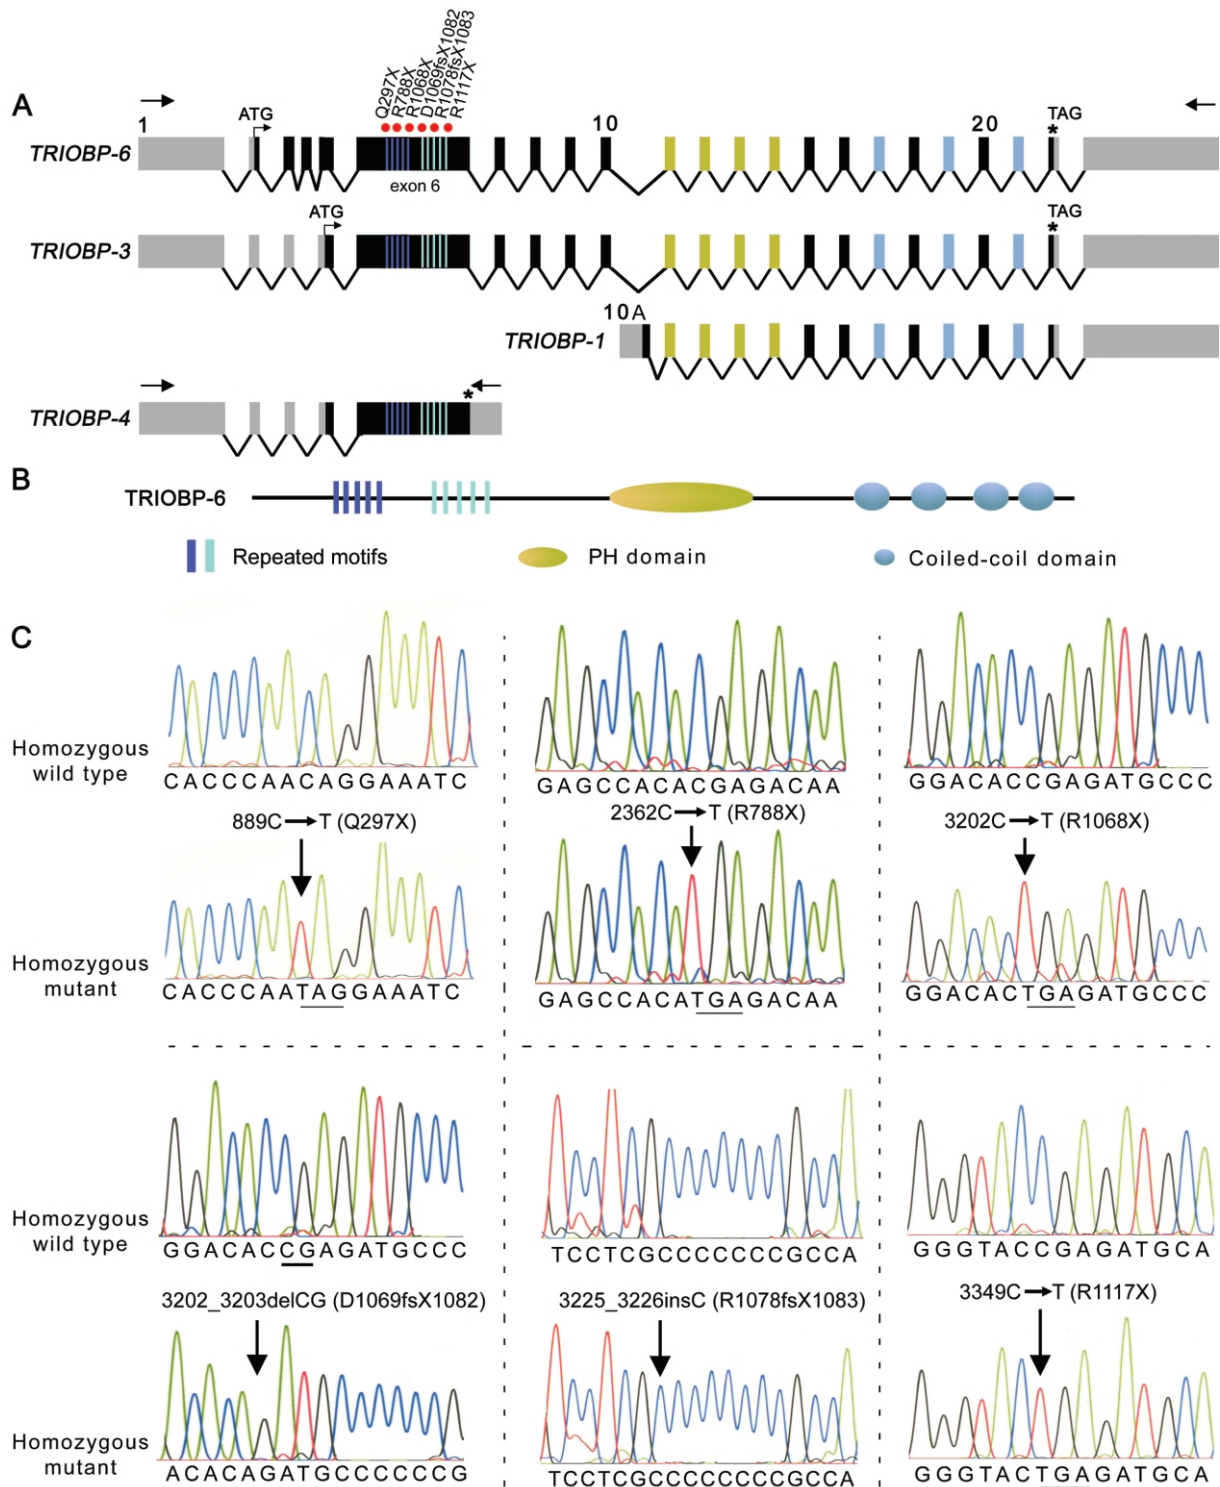 A
Q297X
R788X
R1068X
D1069fsX1082
R1078fsX1083
R1117X
1
ATG
10
20
TAG
*
TRIOBP-6
exon 6
ATG
TAG
*
TRIOBP-3
10A
TRIOBP-1
*
TRIOBP-4
B
TRIOBP-6
Repeated motifs
PH domain
Coiled-coil domain
C
Homozygous
wild type
CACCCAACAGGAAATC
GAGCCACACGAGACAA
GGACACCGAGATGCCC
889C→T (Q297X)
2362C→T (R788X)
3202C→T (R1068X)
Homozygous
mutant
CACCCAATAGGAAATC
GAGCCACATGAGACAA
GGACACTGAGATGCCC
Homozygous
wild type
GGACACCGAGATGCCC
TCCTCGCCCCCCCGCCA
GGGTACCGAGATGCA
3202_3203delCG (D1069fsX1082)
3225_3226insC (R1078fsX1083)
3349C→T (R1117X)
Homozygous
mutant
ACACAGATGCCCCCCG
TCCTCGCCCCCCCCGCCA
GGGTACTGAGATGCA